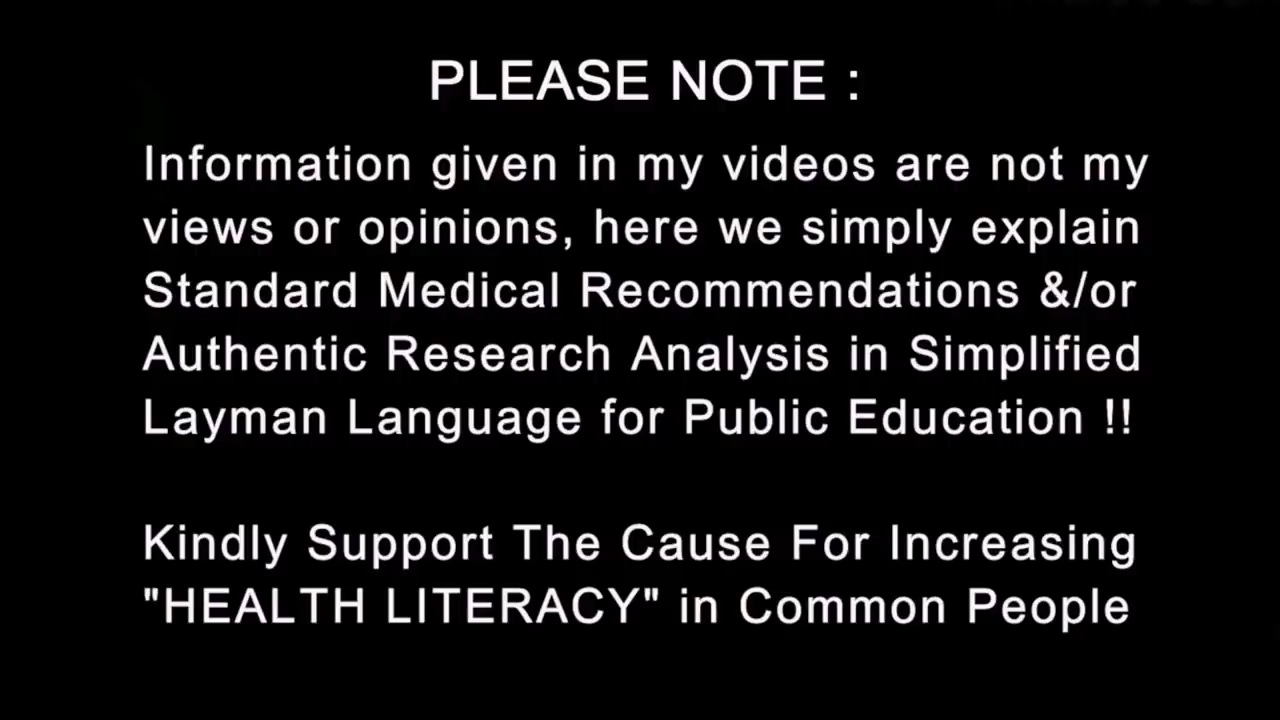 PLEASE NOTE :
Information given in my videos are not my
views or opinions, here we simply explain
Standard Medical Recommendations &/or
Authentic Research Analysis in Simplified
Layman Language for Public Education !!
Kindly Support The Cause For Increasing
"HEALTH LITERACY" in Common People